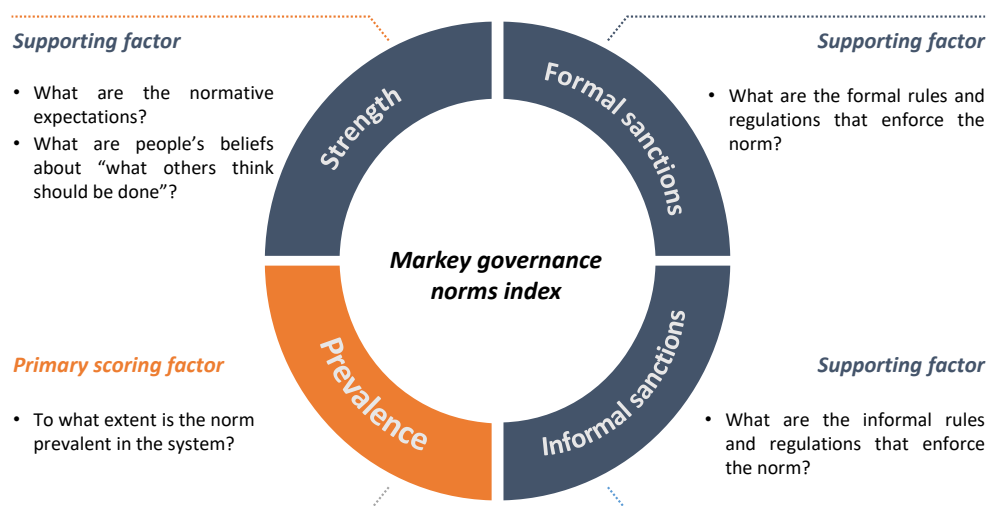 Supporting factor
• What are the normative
expectations?
• What are people's beliefs
about “what others think
should be done”?
Strength
Formal sanctions
Supporting factor
• What are the formal rules and
regulations that enforce the
norm?
Markey governance
norms index
Primary scoring factor
• To what extent is the norm
prevalent in the system?
Prevalence
Informal sanctions
Supporting factor
• What are the informal rules
and regulations that enforce
the norm?